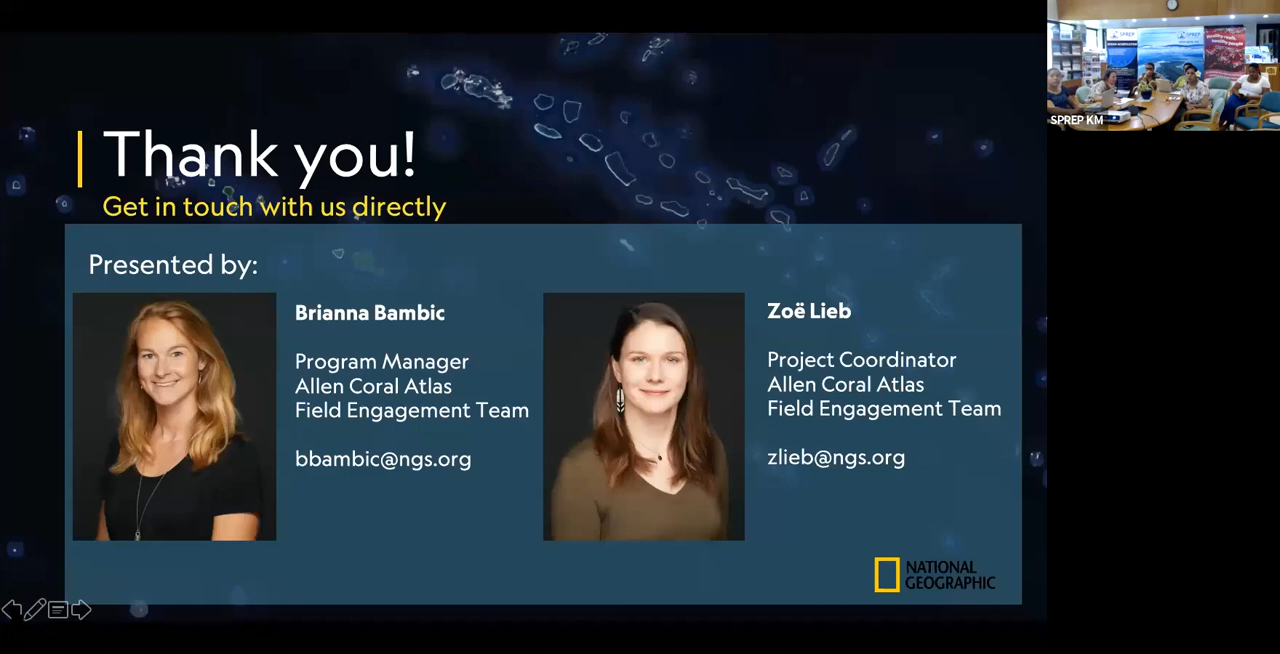 Thank you!
Get in touch with us directly
Presented by:
Brianna Bambic
Program Manager
Allen Coral Atlas
Field Engagement Team
bbambic@ngs.org
Zoë Lieb
Project Coordinator
Allen Coral Atlas
Field Engagement Team
zlieb@ngs.org
NATIONAL
GEOGRAPHIC
SPREP
SPREP
SPREP KM